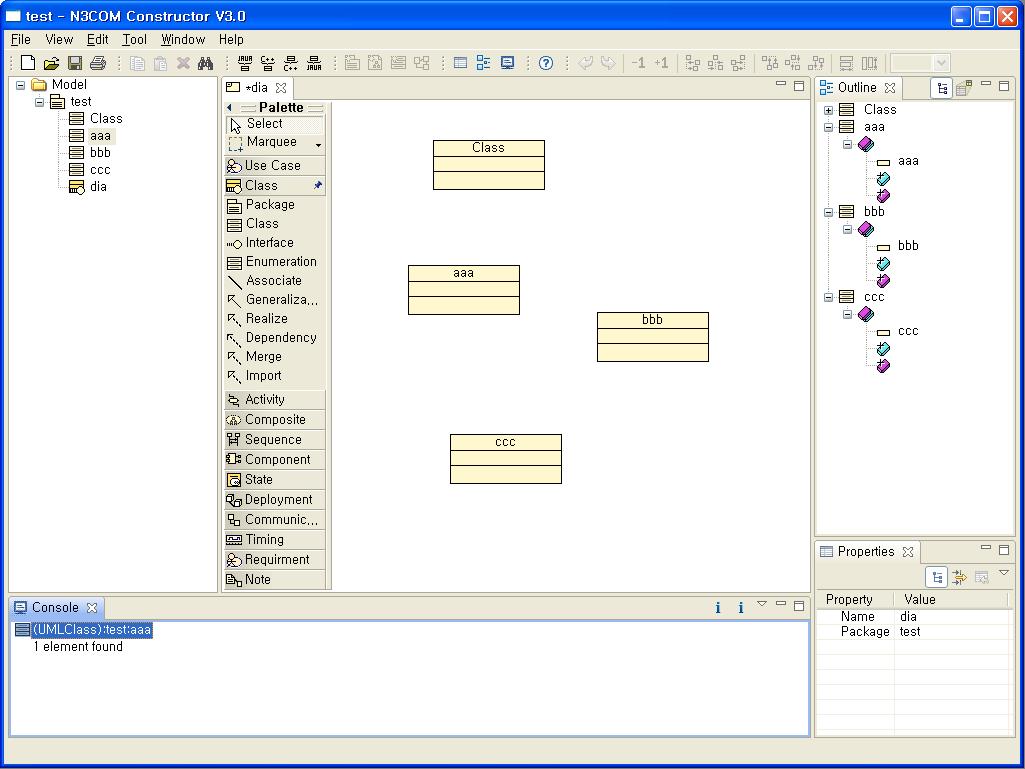 test - N3COM Constructor V3.0
File View Edit Tool Window Help
-1 +1
Model
test
Class
aaa
bbb
ccc
dia
*dia
Palette
Select
Marquee
Use Case
Class
Package
Class
Interface
Enumeration
Associate
Generaliza...
Realize
Dependency
Merge
Import
Activity
Composite
Sequence
Component
State
Deployment
Communic...
Timing
Requirment
Note
Class
aaa
bbb
ccc
Outline
Class
aaa
aaa
bbb
bbb
ccc
ccc
Properties
Property Value
Name dia
Package test
Console
(UMLClass):test:aaa
1 element found